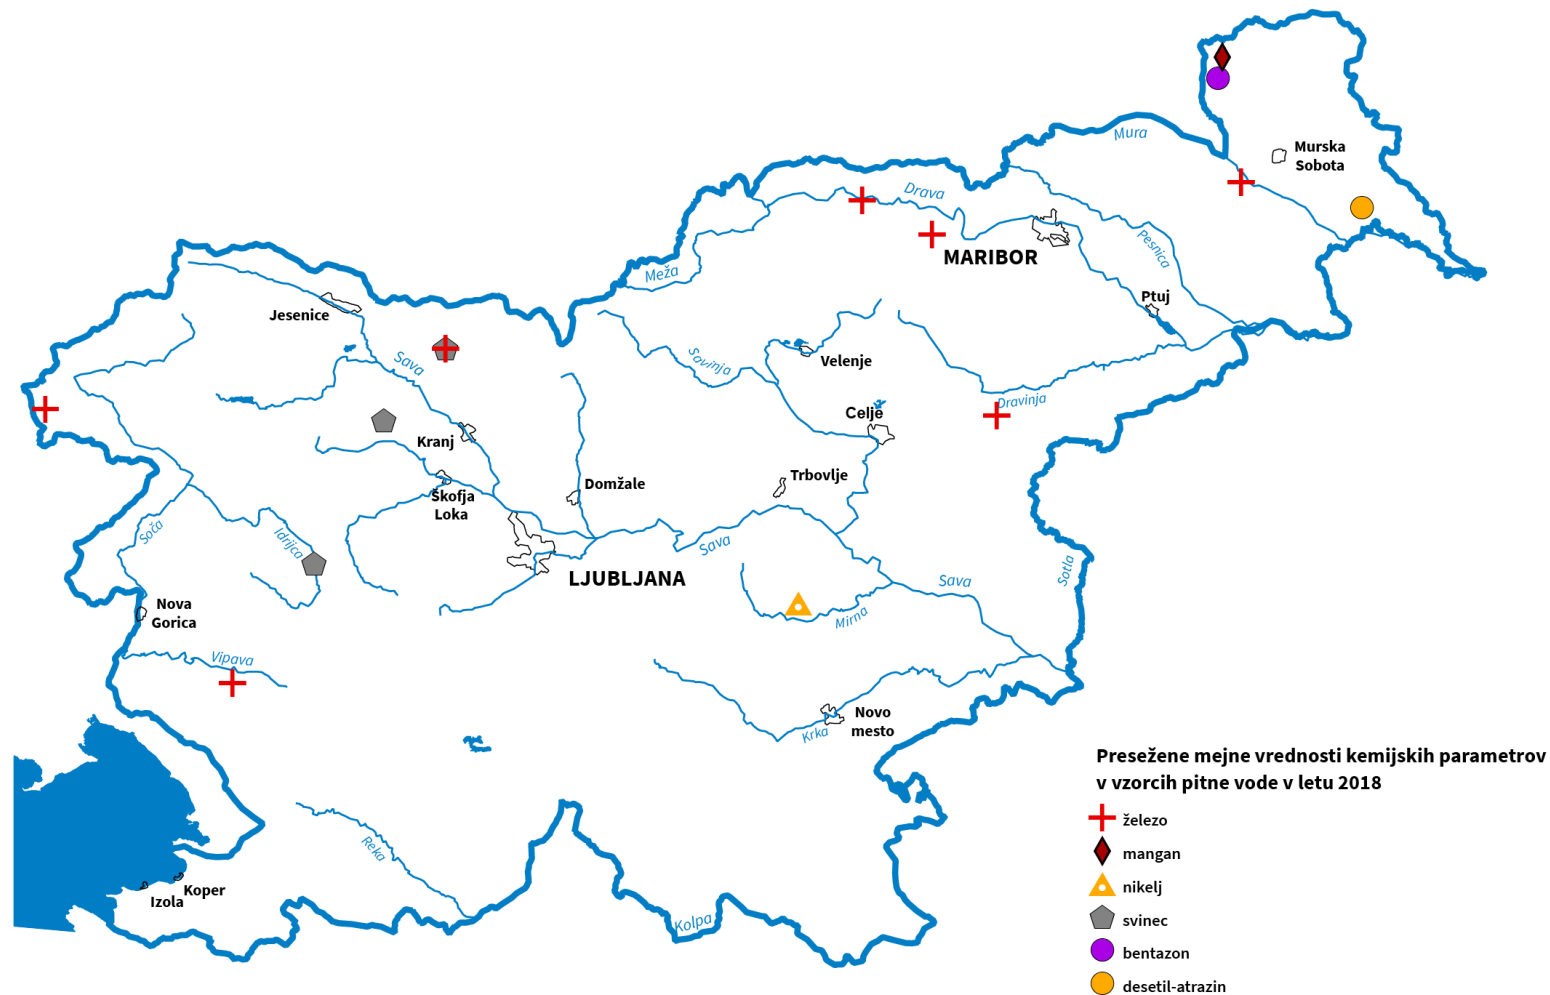 Mura
Murska
Sobota
Drava
Pesnica
MARIBOR
Meža
Ptuj
Jesenice
Sava
Savinja
Velenje
Dravinja
Celje
Kranj
Trbovlje
Domžale
Škofja
Loka
Soča
Idrijca
Sava
LJUBLJANA
Sava
Sotla
Nova
Gorica
Mirna
Vipava
Novo
mesto
Krka
Presežene mejne vrednosti kemijskih parametrov
v vzorcih pitne vode v letu 2018
železo
Reka
mangan
Koper
nikelj
Izola
Kolpa
svinec
bentazon
desetil-atrazin